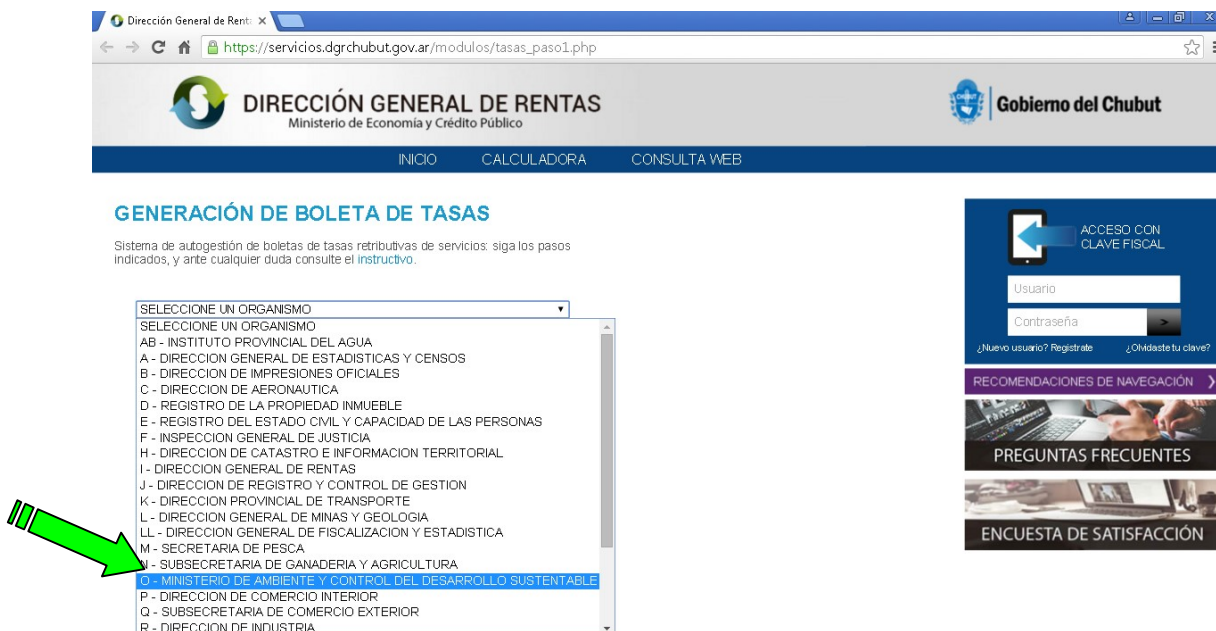 Dirección General de Rent
https://servicios.dgrchubut.gov.ar/modulos/tasas_paso1.php
DIRECCIÓN GENERAL DE RENTAS
Ministerio de Economía y Crédito Público
CHUBUT
Gobierno del Chubut
INICIO CALCULADORA CONSULTA WEB
GENERACIÓN DE BOLETA DE TASAS
Sistema de autogestión de boletas de tasas retributivas de servicios: siga los pasos
indicados, y ante cualquier duda consulte el instructivo.
SELECCIONE UN ORGANISMO
SELECCIONE UN ORGANISMO
AB - INSTITUTO PROVINCIAL DEL AGUA
A - DIRECCION GENERAL DE ESTADISTICAS Y CENSOS
B - DIRECCION DE IMPRESIONES OFICIALES
C - DIRECCION DE AERONAUTICA
D - REGISTRO DE LA PROPIEDAD INMUEBLE
E - REGISTRO DEL ESTADO CIVIL Y CAPACIDAD DE LAS PERSONAS
F - INSPECCION GENERAL DE JUSTICIA
H - DIRECCION DE CATASTRO E INFORMACION TERRITORIAL
I - DIRECCION GENERAL DE RENTAS
J - DIRECCION DE REGISTRO Y CONTROL DE GESTION
K - DIRECCION PROVINCIAL DE TRANSPORTE
L - DIRECCION GENERAL DE MINAS Y GEOLOGIA
LL - DIRECCION GENERAL DE FISCALIZACION Y ESTADISTICA
M - SECRETARIA DE PESCA
N - SUBSECRETARIA DE GANADERIA Y AGRICULTURA
O - MINISTERIO DE AMBIENTE Y CONTROL DEL DESARROLLO SUSTENTABLE
P - DIRECCION DE COMERCIO INTERIOR
Q - SUBSECRETARIA DE COMERCIO EXTERIOR
R - DIRECCION DE INDUSTRIA
ACCESO CON
CLAVE FISCAL
Usuario
Contraseña >
¿Nuevo usuario? Registrate ¿Olvidaste tu clave?
RECOMENDACIONES DE NAVEGACIÓN
PREGUNTAS FRECUENTES
ENCUESTA DE SATISFACCIÓN